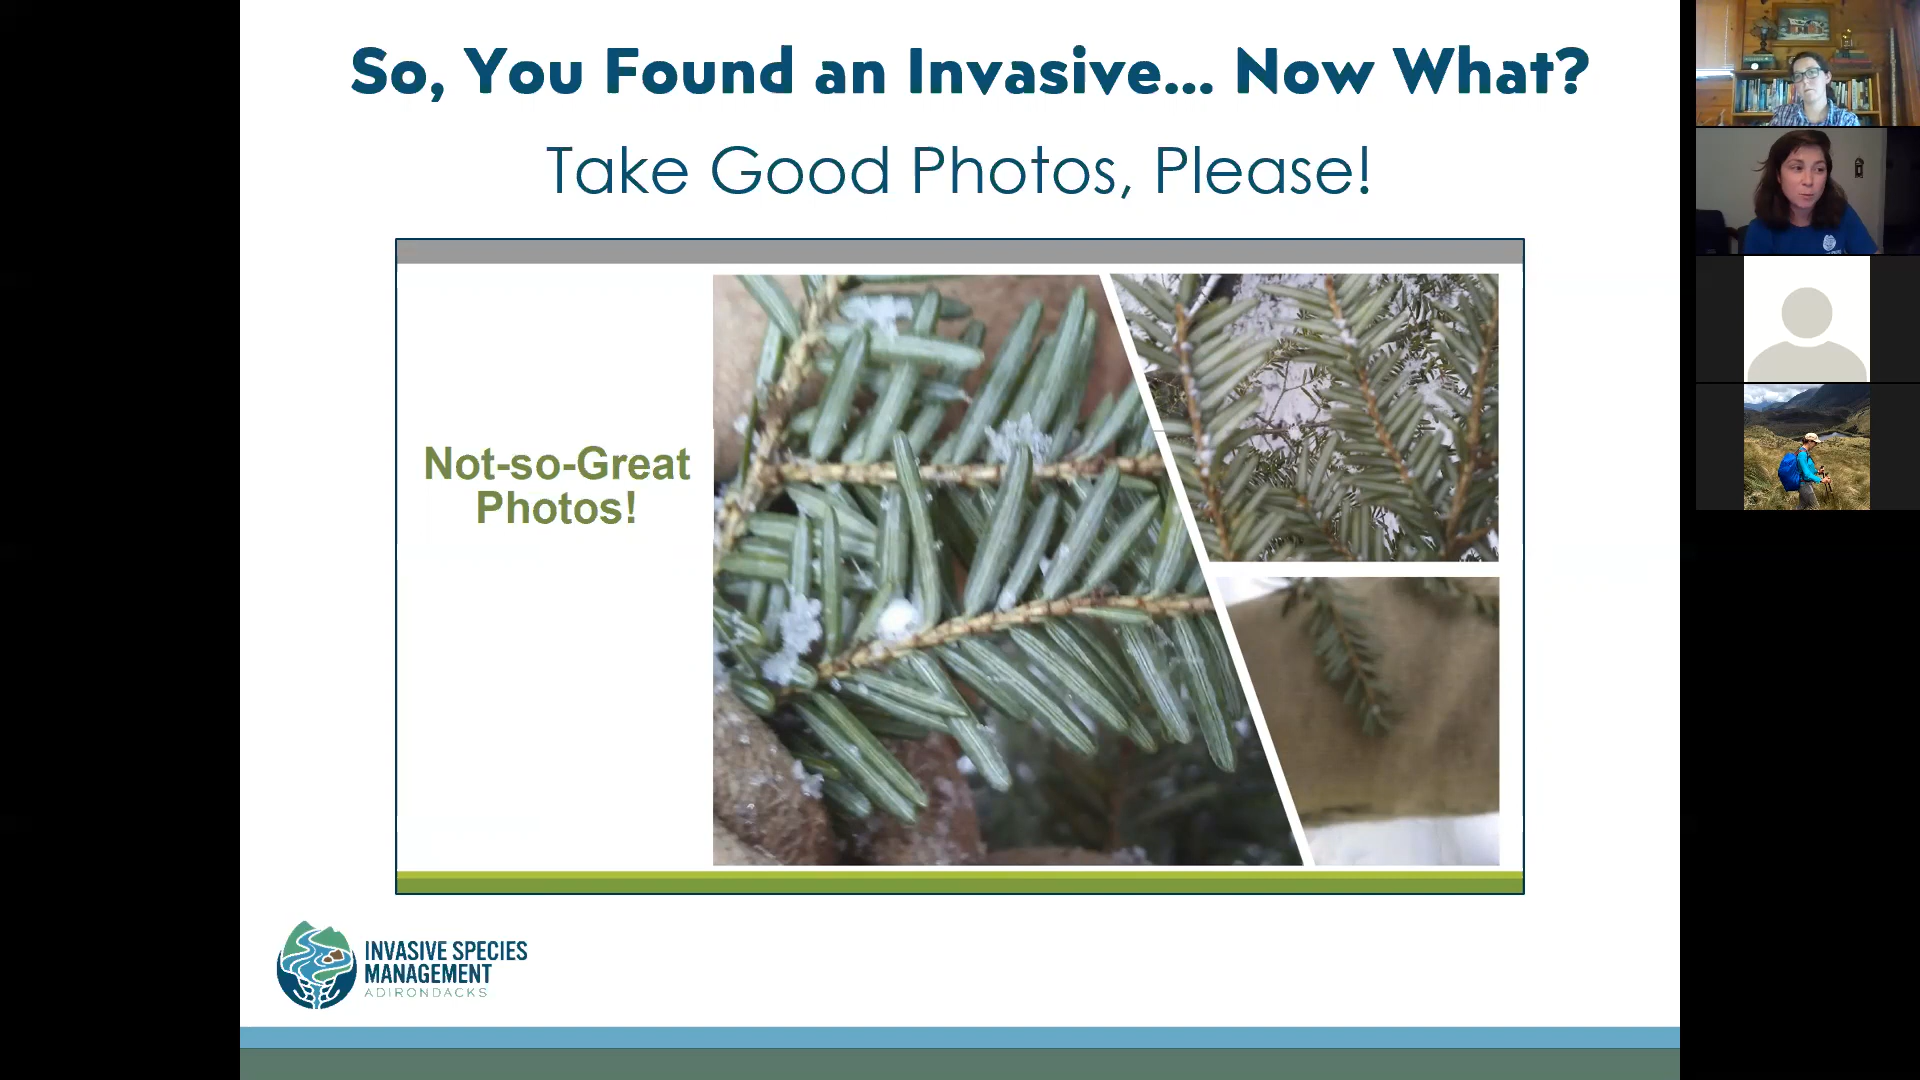 So, You Found an Invasive... Now What?
Take Good Photos, Please!
Not-so-Great
Photos!
INVASIVE SPECIES
MANAGEMENT
ADIRONDACKS